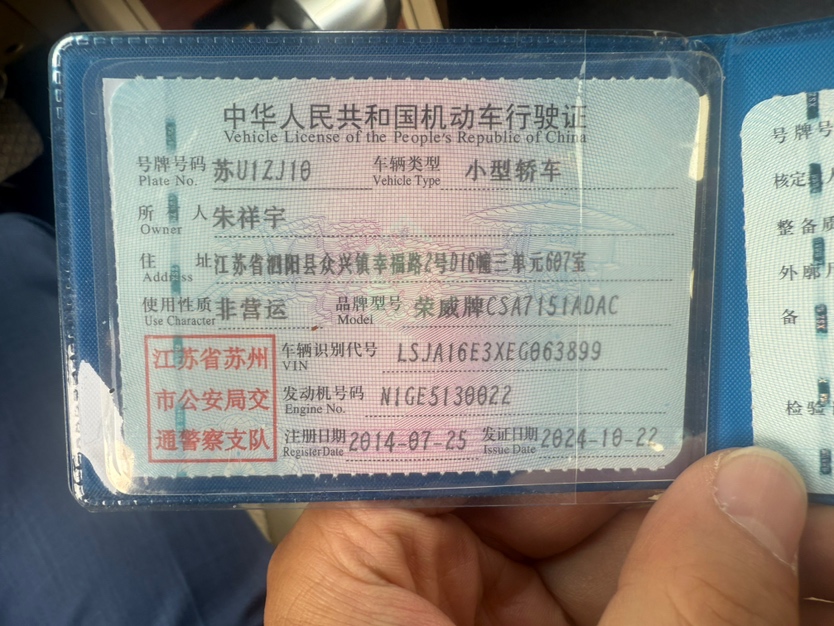 中华人民共和国机动车行驶证
Vehicle License of the People's Republic of China
号牌号码 苏U1ZJ10 车辆类型 小型轿车
Plate No. Vehicle Type
所有人 朱祥宇
Owner
住址 江苏省泗阳县众兴镇幸福路2号D16幢三单元607室
Address
使用性质 非营运 品牌型号 荣威牌CSA7151ADAC
Use Character Model
江苏省苏州
市公安局交
通警察支队
车辆识别代号 LSJA16E3XEG063899
VIN
发动机号码 N1GE5130022
Engine No.
注册日期 2014-07-25 发证日期 2024-10-22
Register Date Issue Date
号牌号
核定载人
整备质
外廓尺
备
检验